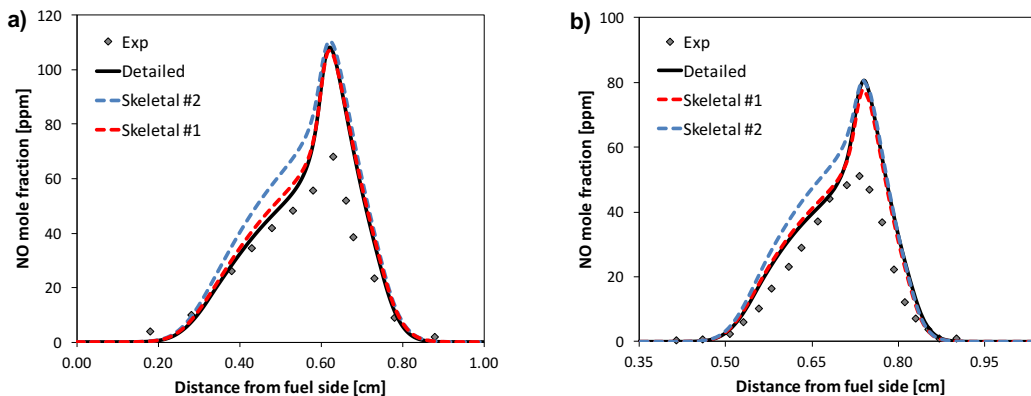 a)
120
100
80
60
40
20
0
NO mole fraction [ppm]
Exp
Detailed
Skeletal #2
Skeletal #1
0.00 0.20 0.40 0.60 0.80 1.00
Distance from fuel side [cm]
b)
100
80
60
40
20
0
NO mole fraction [ppm]
Exp
Detailed
Skeletal #1
Skeletal #2
0.35 0.50 0.65 0.80 0.95
Distance from fuel side [cm]